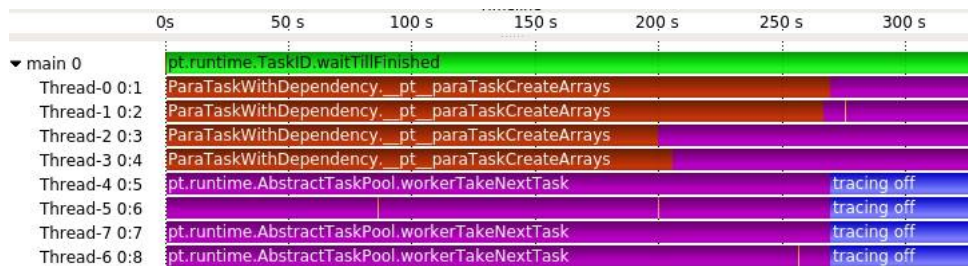 0s 50 s 100 s 150 s 200 s 250 s 300 s
main 0 pt.runtime.TaskID.waitTillFinished
Thread-0 0:1 ParaTaskWithDependency.__pt__paraTaskCreateArrays
Thread-1 0:2 ParaTaskWithDependency.__pt__paraTaskCreateArrays
Thread-2 0:3 ParaTaskWithDependency.__pt__paraTaskCreateArrays
Thread-3 0:4 ParaTaskWithDependency.__pt__paraTaskCreateArrays
Thread-4 0:5 pt.runtime.AbstractTaskPool.workerTakeNextTask tracing off
Thread-5 0:6 tracing off
Thread-7 0:7 pt.runtime.AbstractTaskPool.workerTakeNextTask tracing off
Thread-6 0:8 pt.runtime.AbstractTaskPool.workerTakeNextTask tracing off